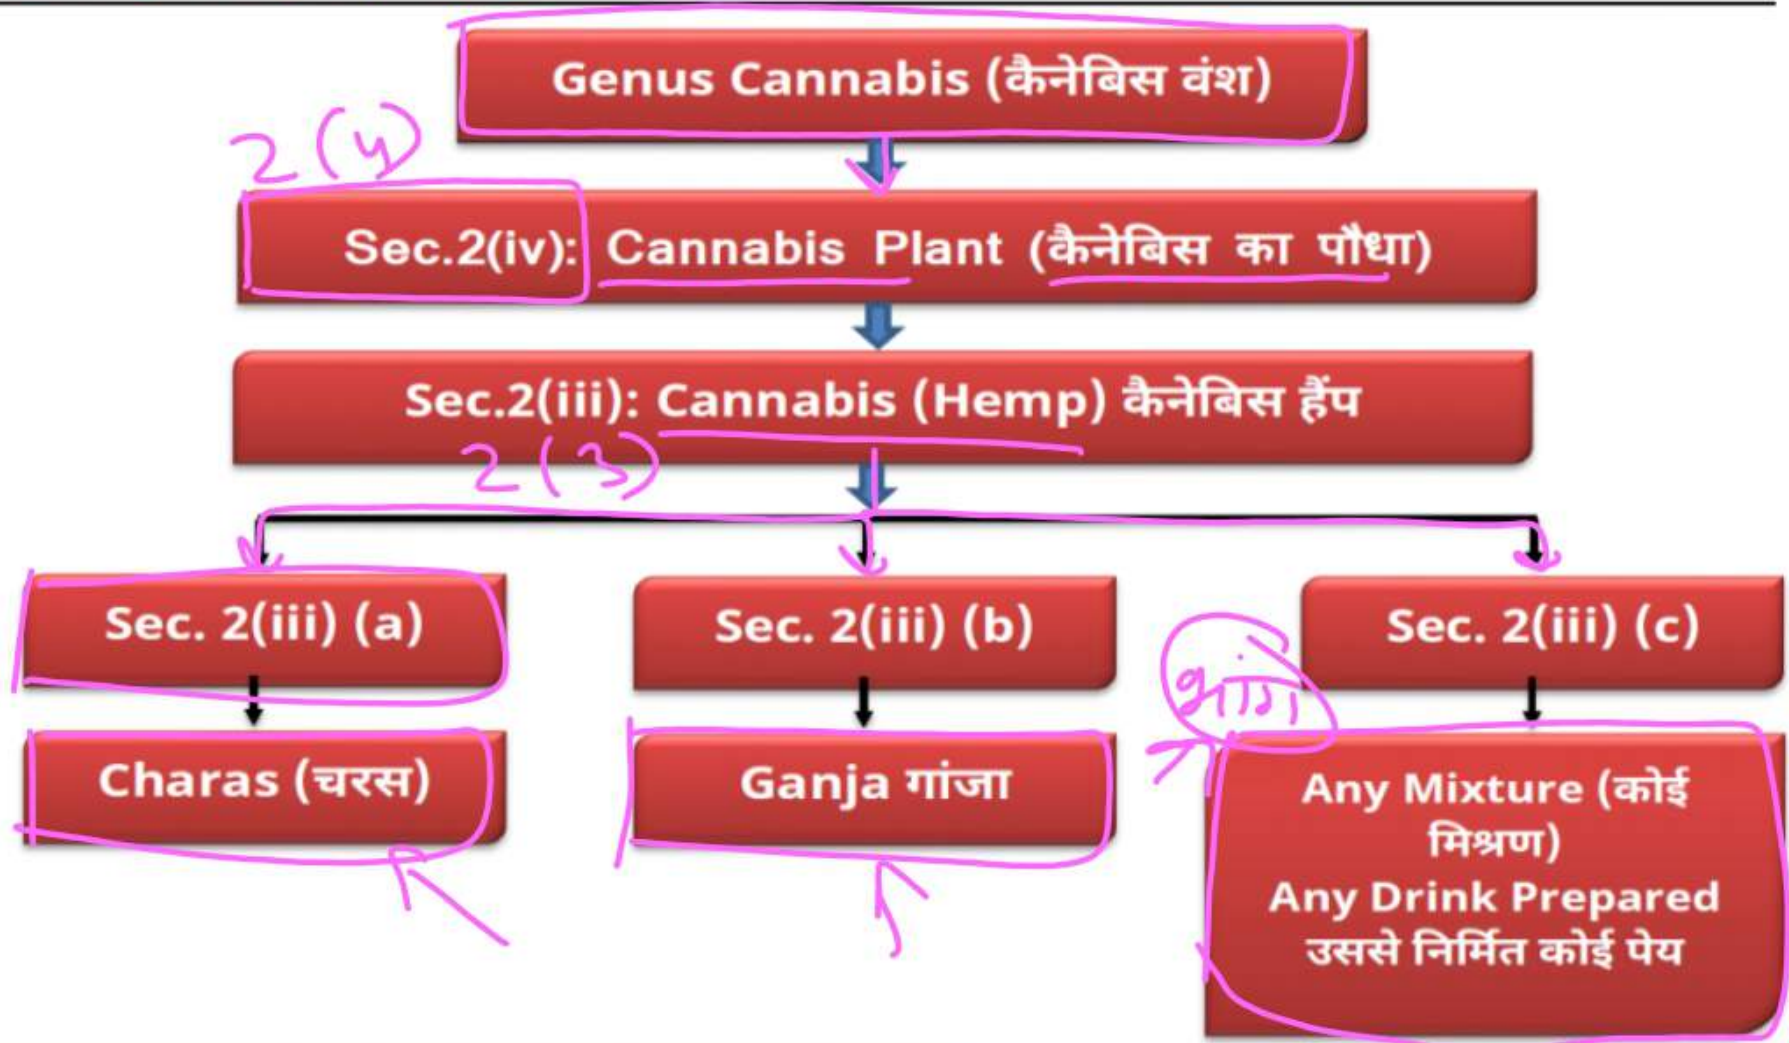 Genus Cannabis (कैनेबिस वंश)
2 (4)
Sec.2(iv): Cannabis Plant (कैनेबिस का पौधा)
Sec.2(iii): Cannabis (Hemp) कैनेबिस हैंप
2 (3)
Sec. 2(iii) (a)
Sec. 2(iii) (b)
Sec. 2(iii) (c)
Charas (चरस)
Ganja गांजा
Any Mixture (कोई
मिश्रण)
Any Drink Prepared
उससे निर्मित कोई पेय